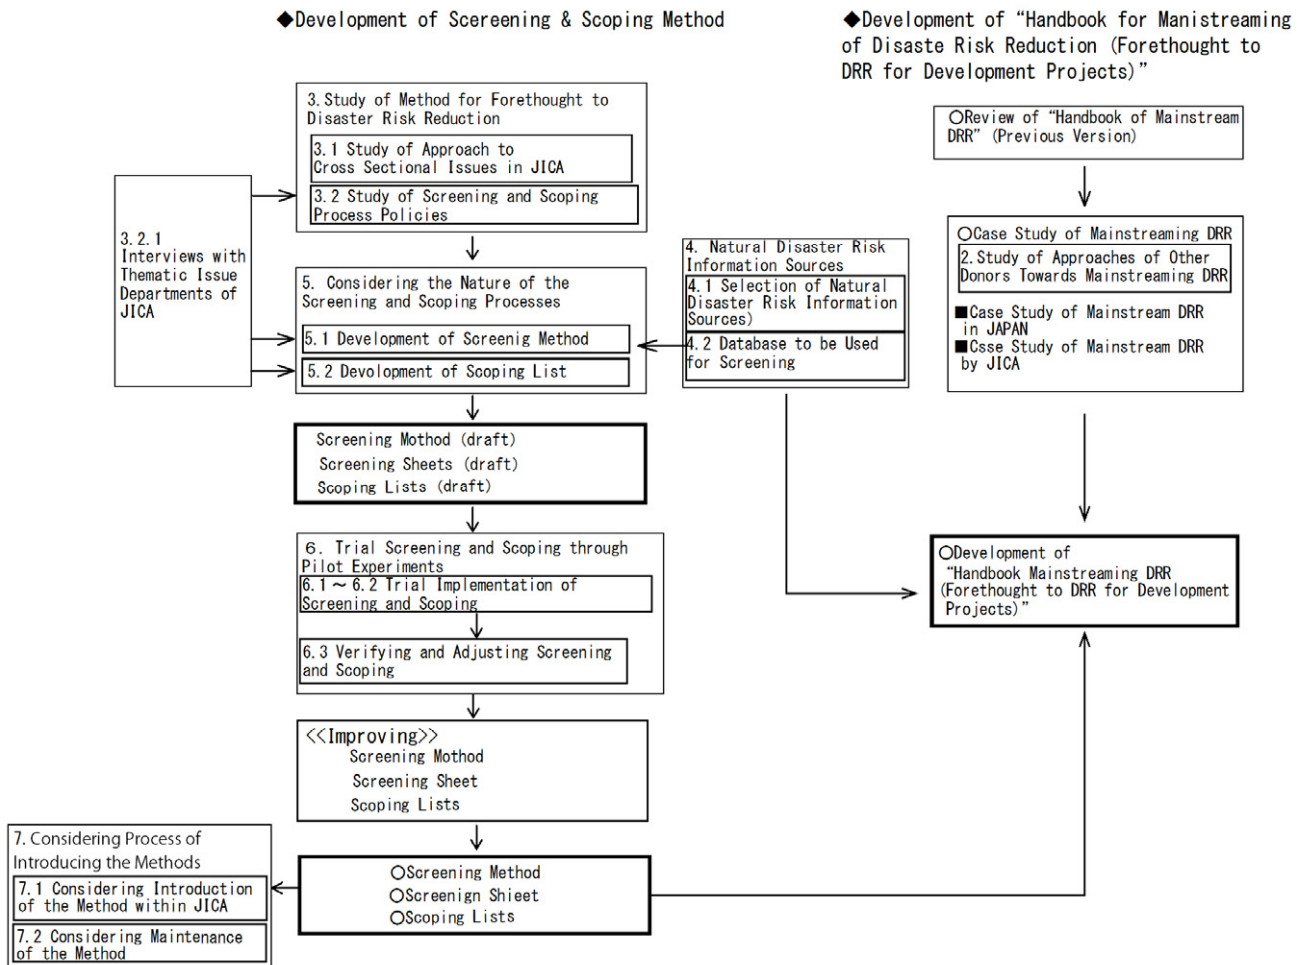 ◆Development of Scereening & Scoping Method
◆Development of “Handbook for Manistreaming
of Disaste Risk Reduction (Forethought to
DRR for Development Projects)”
3. Study of Method for Forethought to
Disaster Risk Reduction
3.1 Study of Approach to
Cross Sectional Issues in JICA
3.2 Study of Screening and Scoping
Process Policies
3.2.1
Interviews with
Thematic Issue
Departments of
JICA
5. Considering the Nature of the
Screening and Scoping Processes
5.1 Development of Screenig Method
5.2 Devolopment of Scoping List
4. Natural Disaster Risk
Information Sources
4.1 Selection of Natural
Disaster Risk Information
Sources)
4.2 Database to be Used
for Screening
○Review of “Handbook of Mainstream
DRR” (Previous Version)
○Case Study of Mainstreaming DRR
2. Study of Approaches of Other
Donors Towards Mainstreaming DRR
■Case Study of Mainstream DRR
in JAPAN
■Csse Study of Mainstream DRR
by JICA
Screening Mothod (draft)
Screening Sheets (draft)
Scoping Lists (draft)
6. Trial Screening and Scoping through
Pilot Experiments
6.1 ～ 6.2 Trial Implementation of
Screening and Scoping
6.3 Verifying and Adjusting Screening
and Scoping
○Development of
“Handbook Mainstreaming DRR
(Forethought to DRR for Development
Projects)”
<<Improving>>
Screening Mothod
Screening Sheet
Scoping Lists
7. Considering Process of
Introducing the Methods
7.1 Considering Introduction
of the Method within JICA
7.2 Considering Maintenance
of the Method
○Screening Method
○Screenign Shieet
○Scoping Lists